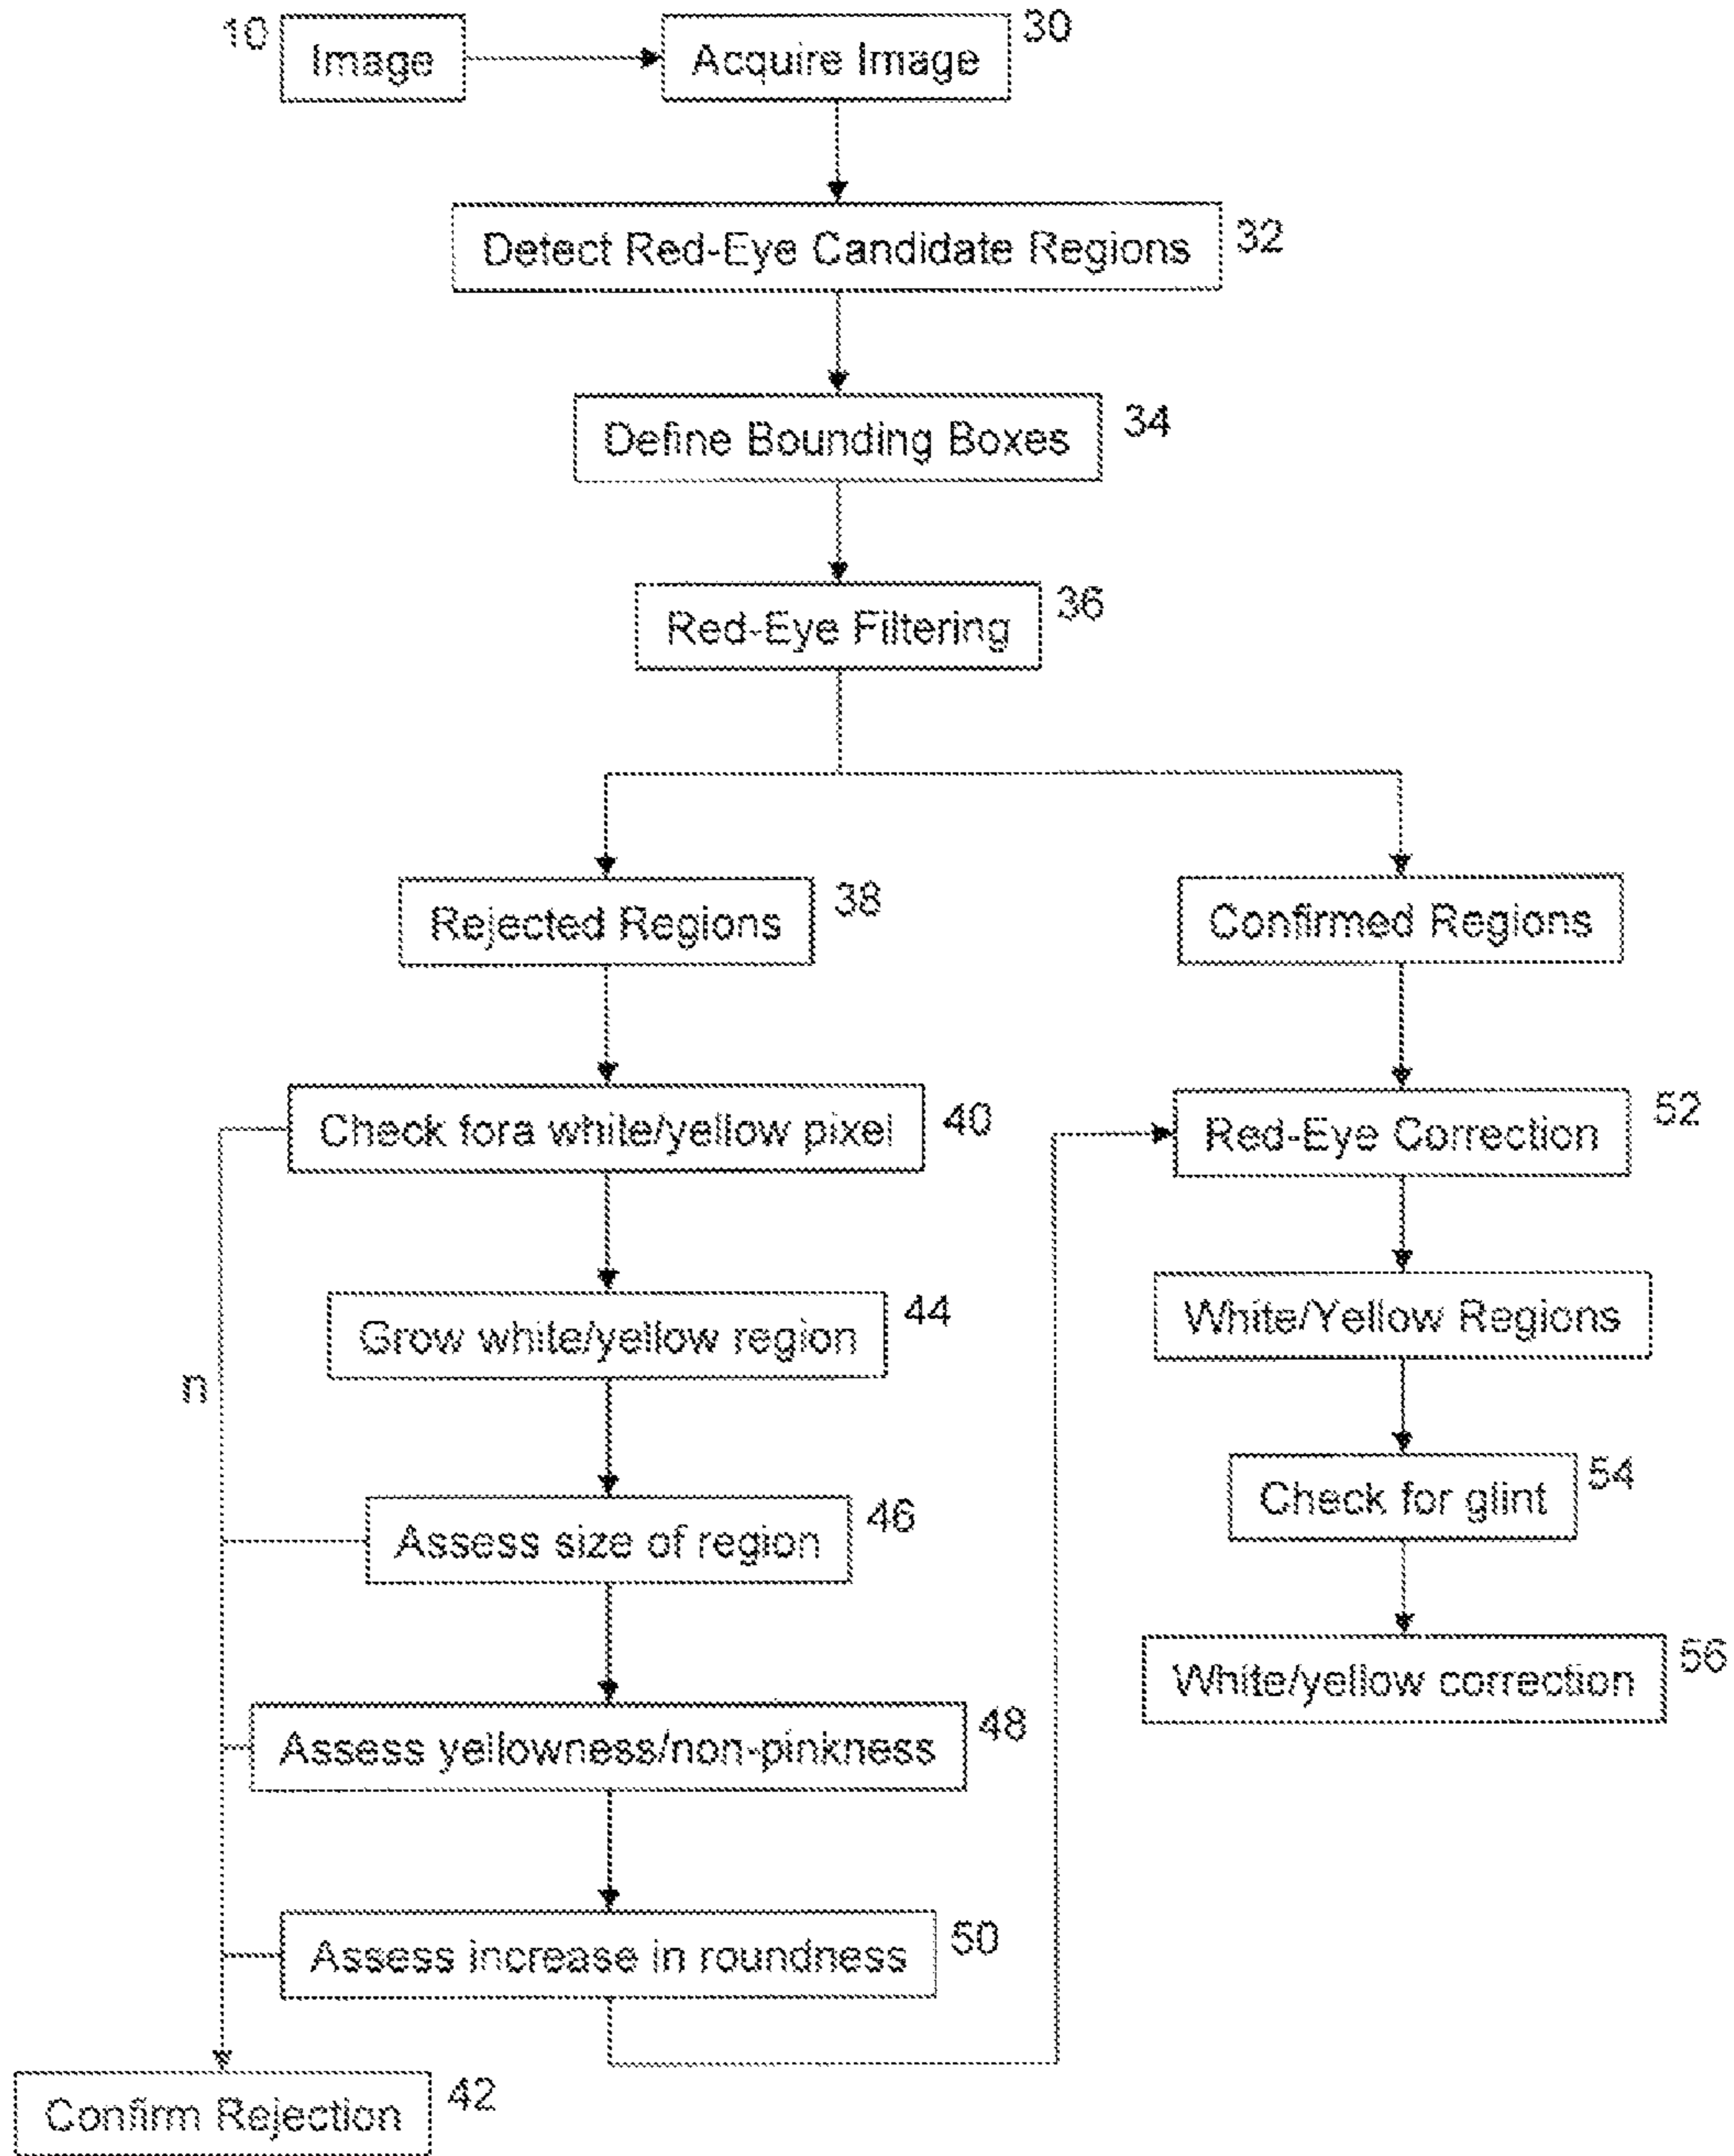 10 Image
Acquire Image 30
Detect Red-Eye Candidate Regions 32
Define Bounding Boxes 34
Red-Eye Filtering 36
Rejected Regions 38
Confirmed Regions
Check fora white/yellow pixel 40
Red-Eye Correction 52
Grow white/yellow region 44
White/Yellow Regions
n
Check for glint 54
Assess size of region 46
White/yellow correction 56
Assess yellowness/non-pinkness 48
Assess increase in roundness 50
Confirm Rejection 42